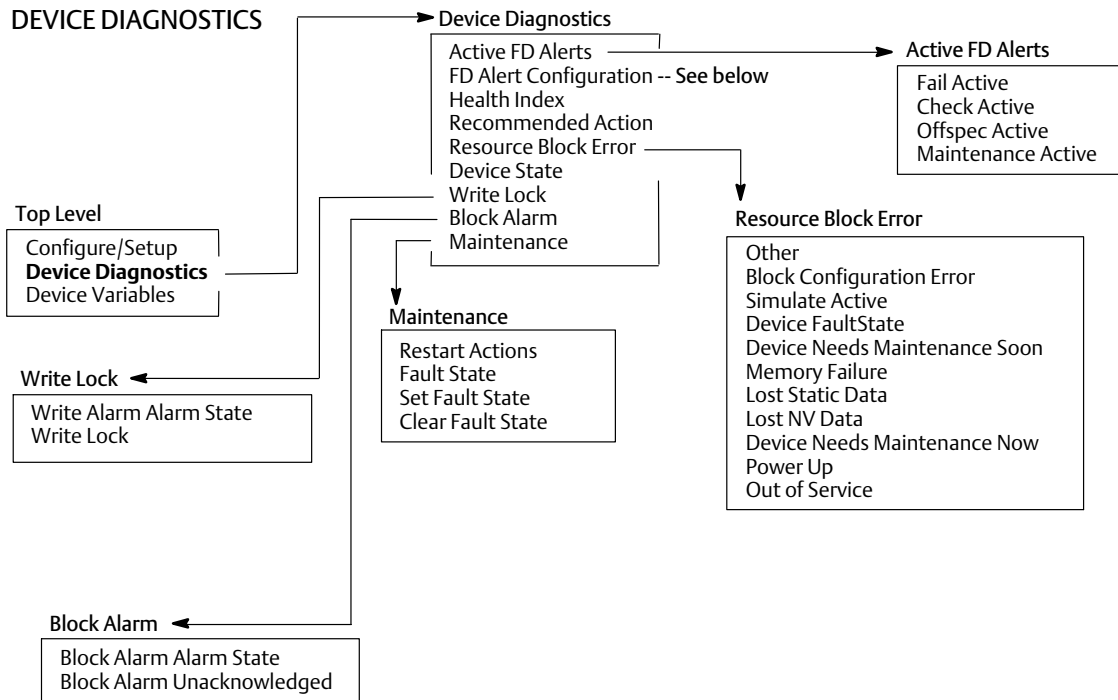 DEVICE DIAGNOSTICS
Device Diagnostics
Active FD Alerts
FD Alert Configuration -- See below
Health Index
Recommended Action
Resource Block Error
Device State
Write Lock
Block Alarm
Maintenance
Active FD Alerts
Fail Active
Check Active
Offspec Active
Maintenance Active
Top Level
Configure/Setup
Device Diagnostics
Device Variables
Resource Block Error
Other
Block Configuration Error
Simulate Active
Device FaultState
Device Needs Maintenance Soon
Memory Failure
Lost Static Data
Lost NV Data
Device Needs Maintenance Now
Power Up
Out of Service
Maintenance
Restart Actions
Fault State
Set Fault State
Clear Fault State
Write Lock
Write Alarm Alarm State
Write Lock
Block Alarm
Block Alarm Alarm State
Block Alarm Unacknowledged